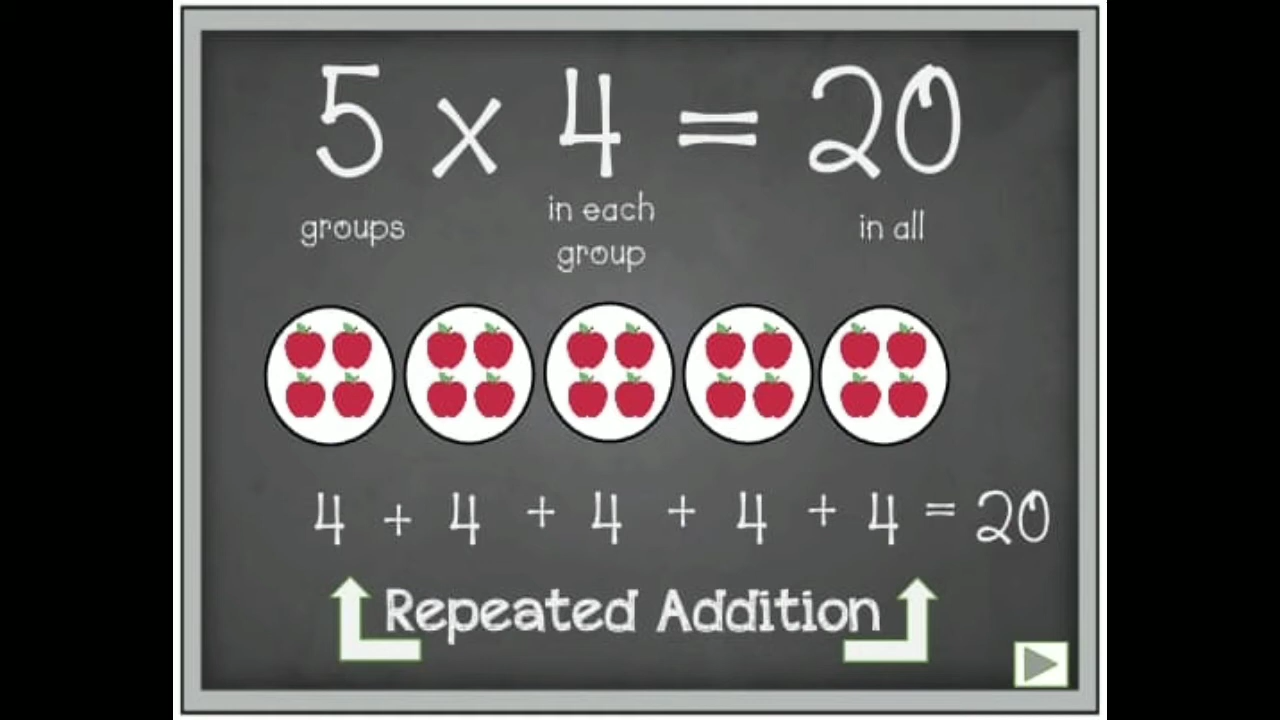 5 x 4 = 20
groups
in each
group
in all
4 + 4 + 4 + 4 + 4 = 20
Repeated Addition